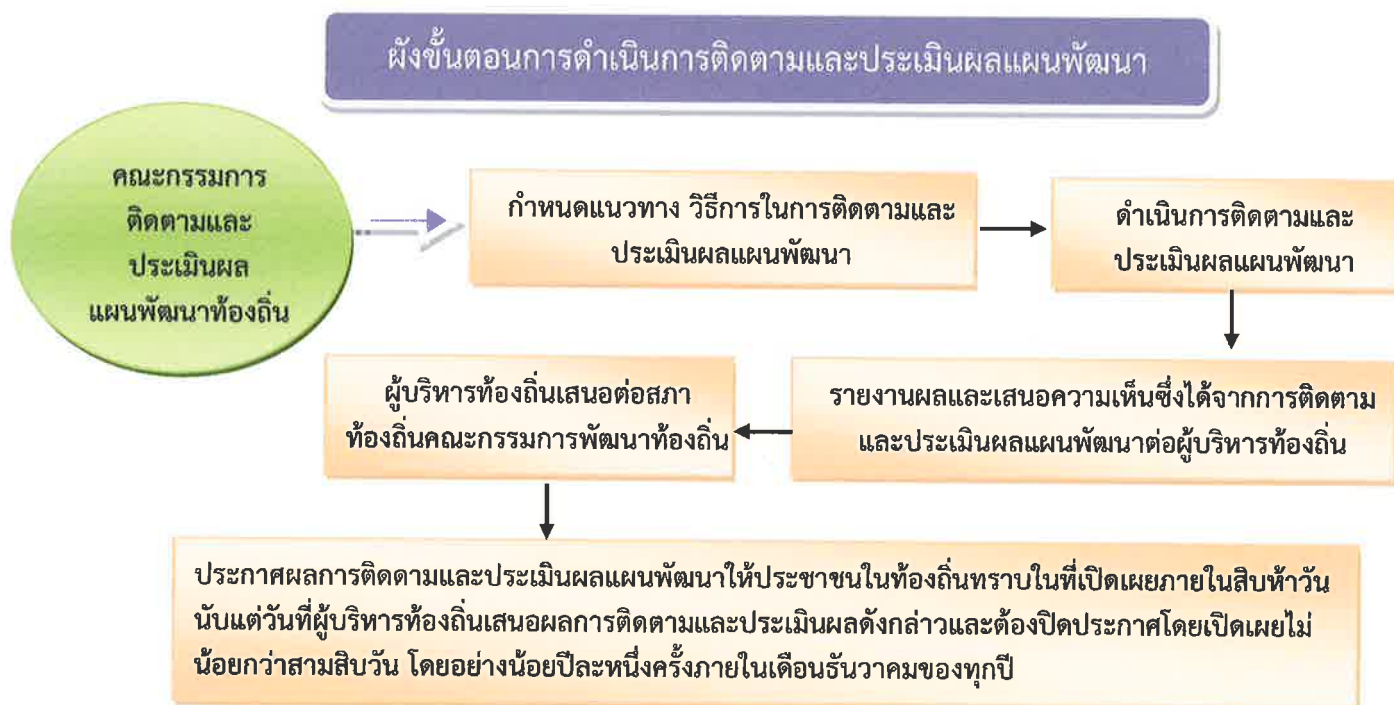 ผังขั้นตอนการดำเนินการติดตามและประเมินผลแผนพัฒนา
คณะกรรมการ
ติดตามและ
ประเมินผล
แผนพัฒนาท้องถิ่น
กำหนดแนวทาง วิธีการในการติดตามและ
ประเมินผลแผนพัฒนา
ดำเนินการติดตามและ
ประเมินผลแผนพัฒนา
รายงานผลและเสนอความเห็นซึ่งได้จากการติดตาม
และประเมินผลแผนพัฒนาต่อผู้บริหารท้องถิ่น
ผู้บริหารท้องถิ่นเสนอต่อสภา
ท้องถิ่นคณะกรรมการพัฒนาท้องถิ่น
ประกาศผลการติดตามและประเมินผลแผนพัฒนาให้ประชาชนในท้องถิ่นทราบในที่เปิดเผยภายในสิบห้าวัน
นับแต่วันที่ผู้บริหารท้องถิ่นเสนอผลการติดตามและประเมินผลดังกล่าวและต้องปิดประกาศโดยเปิดเผยไม่
น้อยกว่าสามสิบวัน โดยอย่างน้อยปีละหนึ่งครั้งภายในเดือนธันวาคมของทุกปี